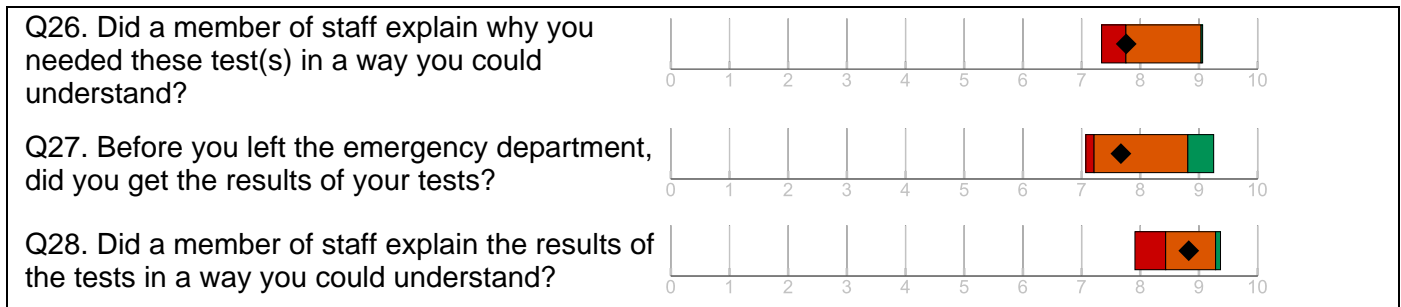 Q26. Did a member of staff explain why you
needed these test(s) in a way you could
understand?
0 1 2 3 4 5 6 7 8 9 10
Q27. Before you left the emergency department,
did you get the results of your tests?
0 1 2 3 4 5 6 7 8 9 10
Q28. Did a member of staff explain the results of
the tests in a way you could understand?
0 1 2 3 4 5 6 7 8 9 10